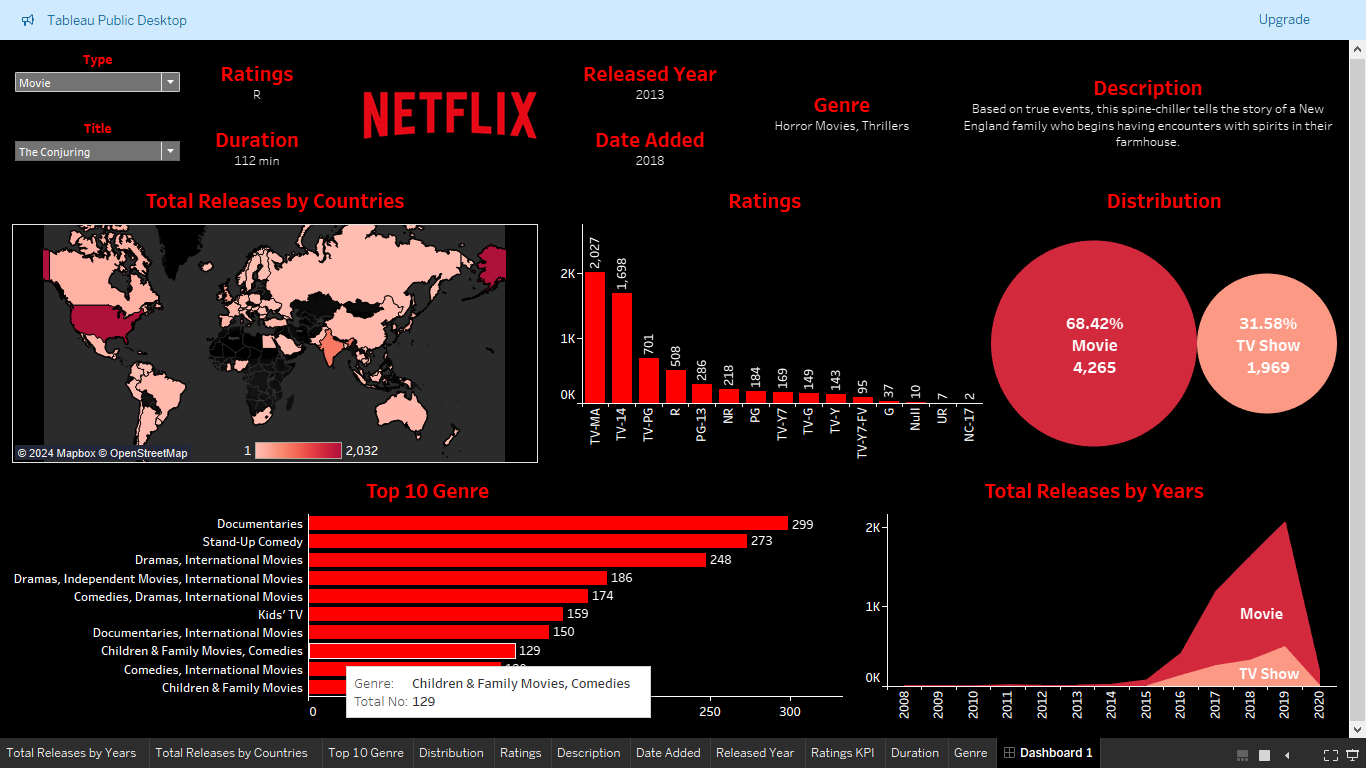 Tableau Public Desktop
Upgrade
Type
Movie
Title
The Conjuring
Ratings
R
Duration
112 min
NETFLIX
Released Year
2013
Date Added
2018
Genre
Horror Movies, Thrillers
Description
Based on true events, this spine-chiller tells the story of a New
England family who begins having encounters with spirits in their
farmhouse.
Total Releases by Countries
© 2024 Mapbox © OpenStreetMap
1
2,032
Ratings
2K
1K
0K
2,027
1,698
701
508
286
218
184
169
149
143
95
37
10
7
2
TV-MA
TV-14
TV-PG
R
PG-13
NR
PG
TV-Y7
TV-G
TV-Y
TV-Y7-FV
G
Null
UR
NC-17
Distribution
68.42%
Movie
4,265
31.58%
TV Show
1,969
Top 10 Genre
Documentaries 299
Stand-Up Comedy 273
Dramas, International Movies 248
Dramas, Independent Movies, International Movies 186
Comedies, Dramas, International Movies 174
Kids' TV 159
Documentaries, International Movies 150
Children & Family Movies, Comedies 129
Comedies, International Movies
Children & Family Movies
0
250
300
Genre: Children & Family Movies, Comedies
Total No: 129
Total Releases by Years
2K
1K
0K
Movie
TV Show
2008
2009
2010
2011
2012
2013
2014
2015
2016
2017
2018
2019
2020
Total Releases by Years
Total Releases by Countries
Top 10 Genre
Distribution
Ratings
Description
Date Added
Released Year
Ratings KPI
Duration
Genre
Dashboard 1